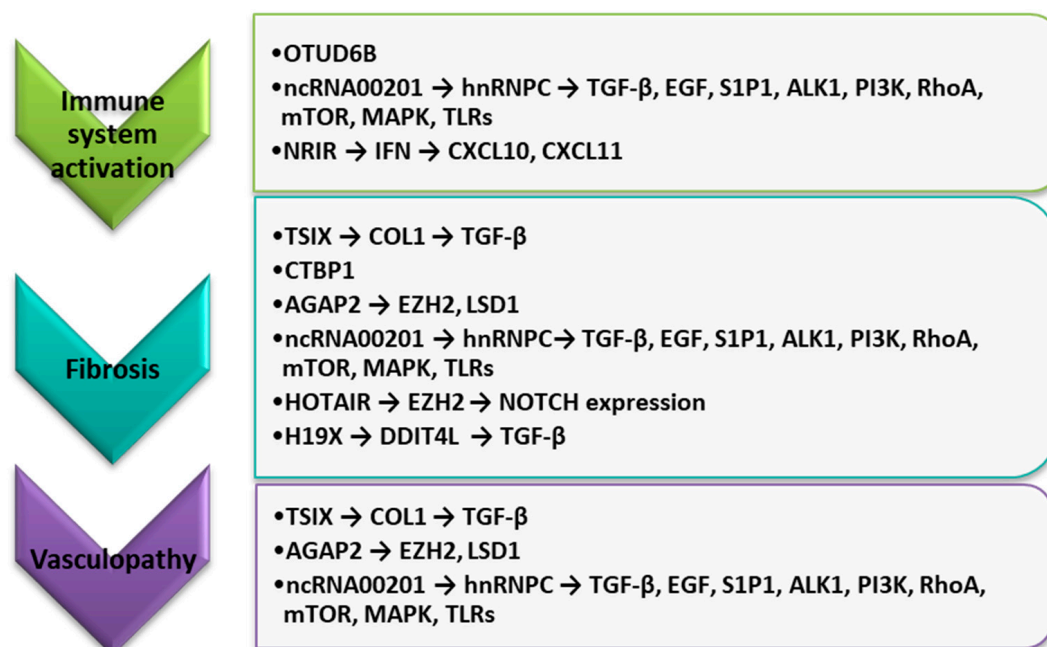 Immune
system
activation
•OTUD6B
•ncRNA00201 → hnRNPC → TGF-β, EGF, S1P1, ALK1, PI3K, RhoA,
mTOR, MAPK, TLRs
•NRIR → IFN → CXCL10, CXCL11
Fibrosis
•TSIX → COL1 → TGF-β
•CTBP1
•AGAP2 → EZH2, LSD1
•ncRNA00201 → hnRNPC→ TGF-β, EGF, S1P1, ALK1, PI3K, RhoA,
mTOR, MAPK, TLRs
•HOTAIR → EZH2 → NOTCH expression
•H19X → DDIT4L → TGF-β
Vasculopathy
•TSIX → COL1 → TGF-β
•AGAP2 → EZH2, LSD1
•ncRNA00201 → hnRNPC → TGF-β, EGF, S1P1, ALK1, PI3K, RhoA,
mTOR, MAPK, TLRs